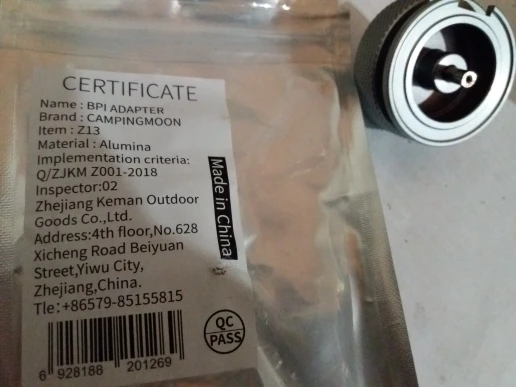 CERTIFICATE
Name : BPI ADAPTER
Brand : CAMPINGMOON
Item : Z13
Material : Alumina
Implementation criteria:
Q/ZJKM Z001-2018
Inspector:02
Zhejiang Keman Outdoor
Goods Co.,Ltd.
Address:4th floor,No.628
Xicheng Road Beiyuan
Street,Yiwu City,
Zhejiang,China.
Tle:+86579-85155815
Made in China
QC
PASS
6 928188 201269